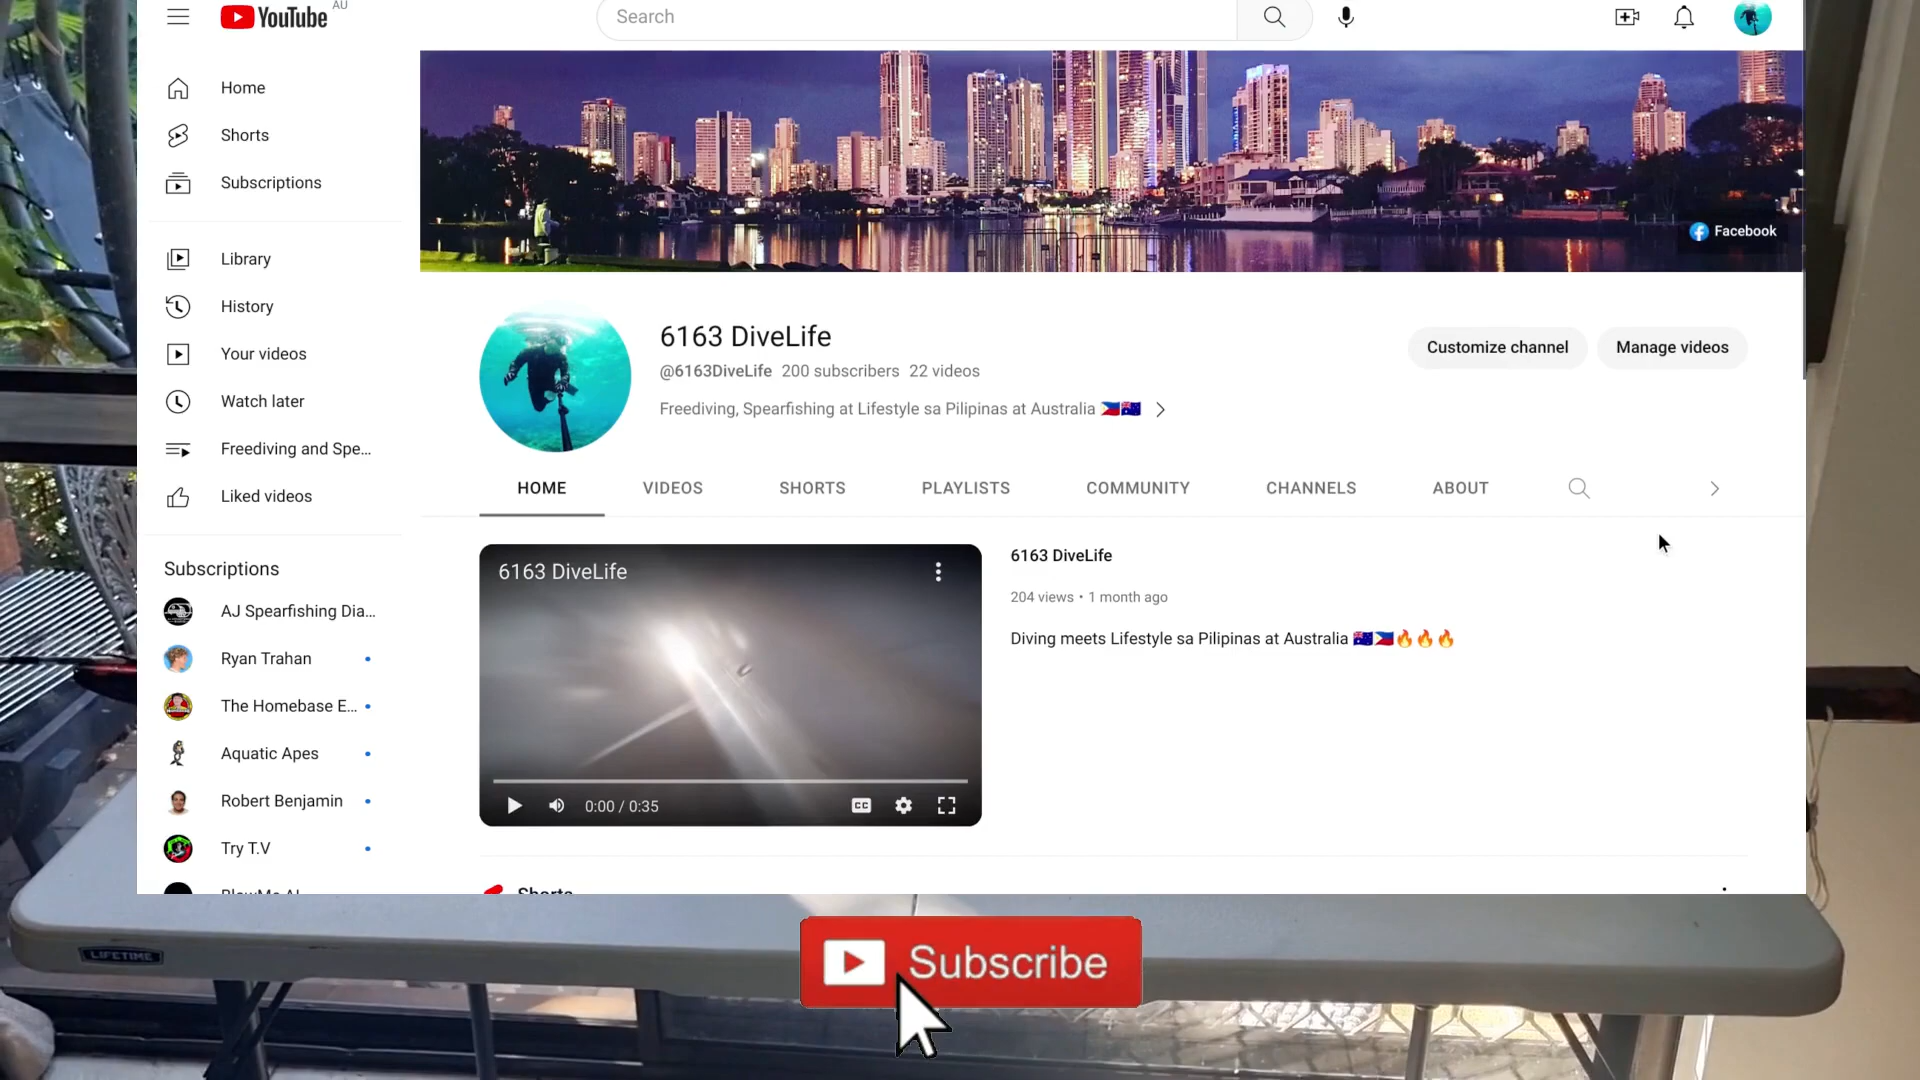 YouTube AU
Search
Home
Shorts
Subscriptions
Library
History
Your videos
Watch later
Freediving and Spe...
Liked videos
Subscriptions
AJ Spearfishing Dia...
Ryan Trahan
The Homebase E...
Aquatic Apes
Robert Benjamin
Try T.V
Facebook
6163 DiveLife
@6163DiveLife 200 subscribers 22 videos
Freediving, Spearfishing at Lifestyle sa Pilipinas at Australia 🇵🇭🇦🇺
Customize channel
Manage videos
HOME VIDEOS SHORTS PLAYLISTS COMMUNITY CHANNELS ABOUT
6163 DiveLife
0:00 / 0:35
CC
6163 DiveLife
204 views • 1 month ago
Diving meets Lifestyle sa Pilipinas at Australia 🇦🇺🇵🇭🔥🔥🔥
Shorts
LIFETIME
Subscribe